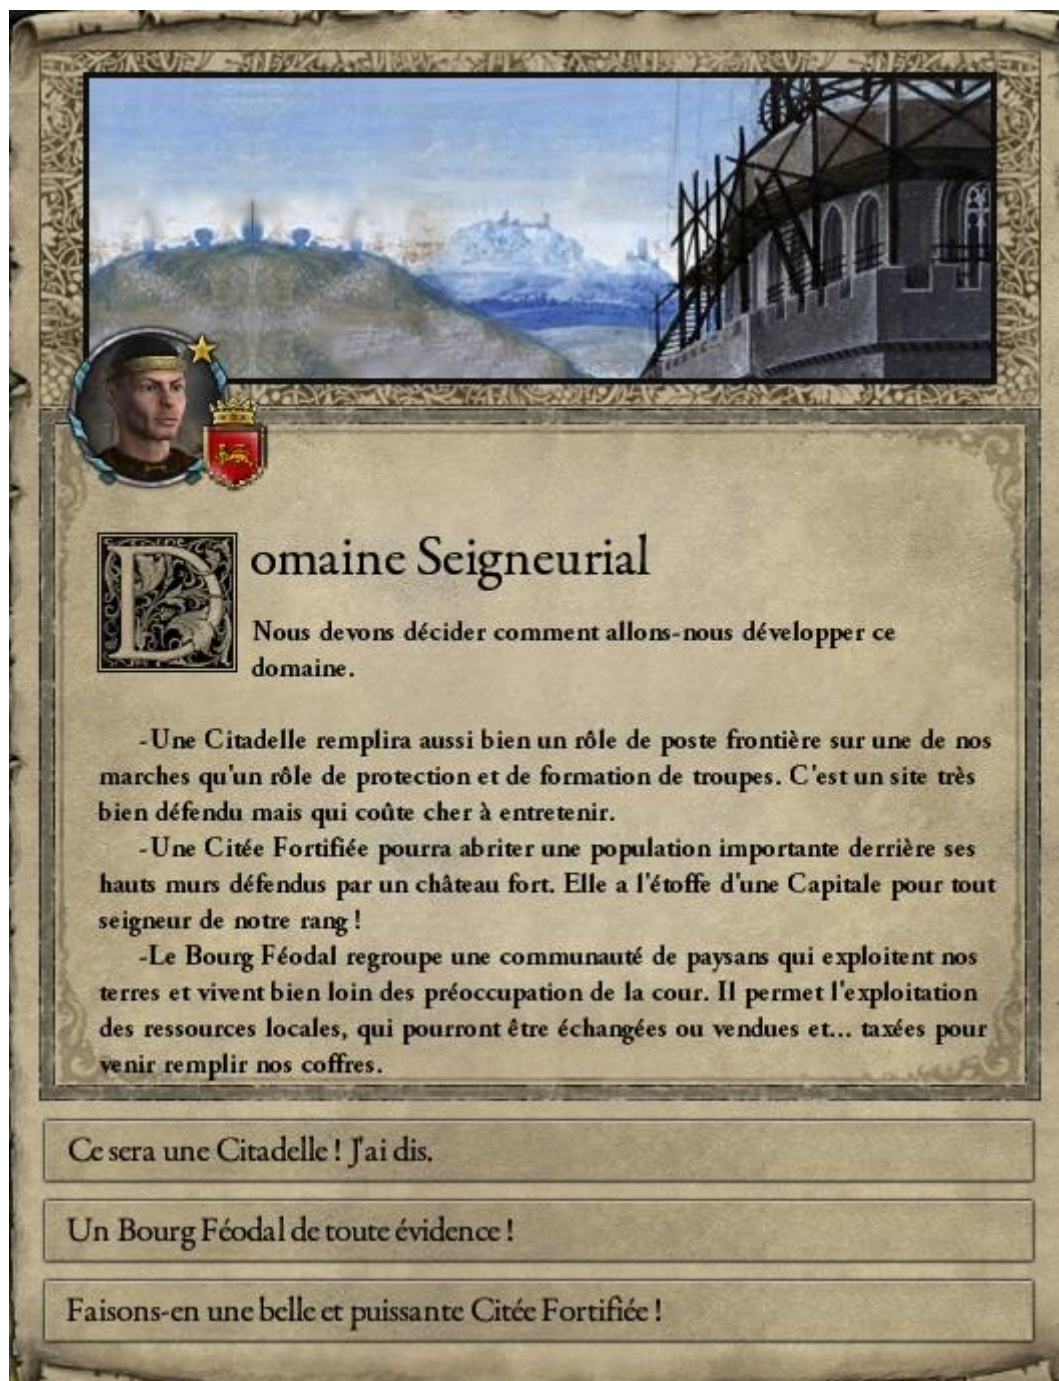 Domaine Seigneurial
Nous devons décider comment allons-nous développer ce
domaine.
-Une Citadelle remplira aussi bien un rôle de poste frontière sur une de nos
marches qu'un rôle de protection et de formation de troupes. C'est un site très
bien défendu mais qui coûte cher à entretenir.
-Une Citée Fortifiée pourra abriter une population importante derrière ses
hauts murs défendus par un château fort. Elle a l'étoffe d'une Capitale pour tout
seigneur de notre rang !
-Le Bourg Féodal regroupe une communauté de paysans qui exploitent nos
terres et vivent bien loin des préoccupation de la cour. Il permet l'exploitation
des ressources locales, qui pourront être échangées ou vendues et... taxées pour
venir remplir nos coffres.
Ce sera une Citadelle ! J'ai dis.
Un Bourg Féodal de toute évidence !
Faisons-en une belle et puissante Citée Fortifiée !